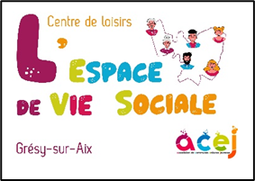 Centre de loisirs
L'Espace
de Vie Sociale
Grésy-sur-Aix
acej